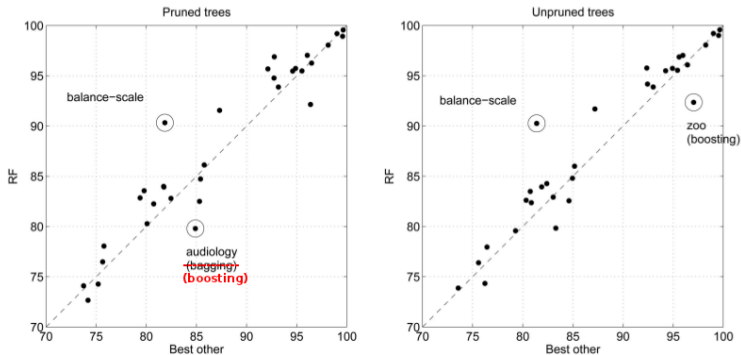 Pruned trees
100
95
90
85
80
75
70
RF
balance−scale
audiology
(bagging)
(boosting)
70 75 80 85 90 95 100
Best other
Unpruned trees
100
95
90
85
80
75
70
RF
balance−scale
zoo
(boosting)
70 75 80 85 90 95 100
Best other